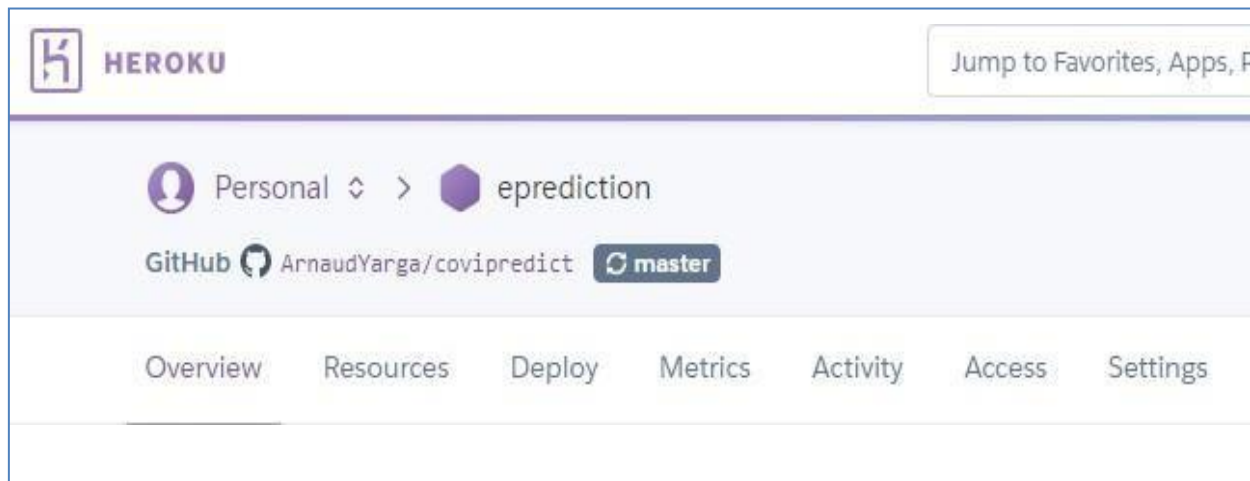 HEROKU
Jump to Favorites, Apps, P
Personal > eprediction
GitHub ArnaudYarga/covipredict master
Overview Resources Deploy Metrics Activity Access Settings